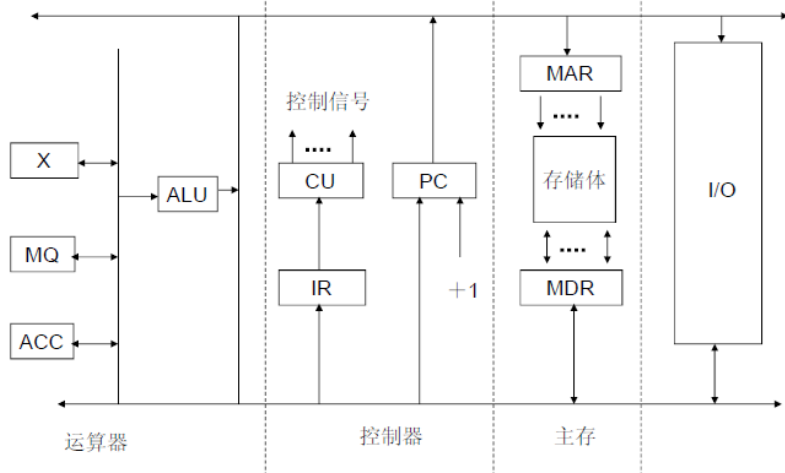 MAR
控制信号
....
....
X
CU
PC
存储体
ALU
I/O
MQ
....
IR
+1
MDR
ACC
运算器
控制器
主存